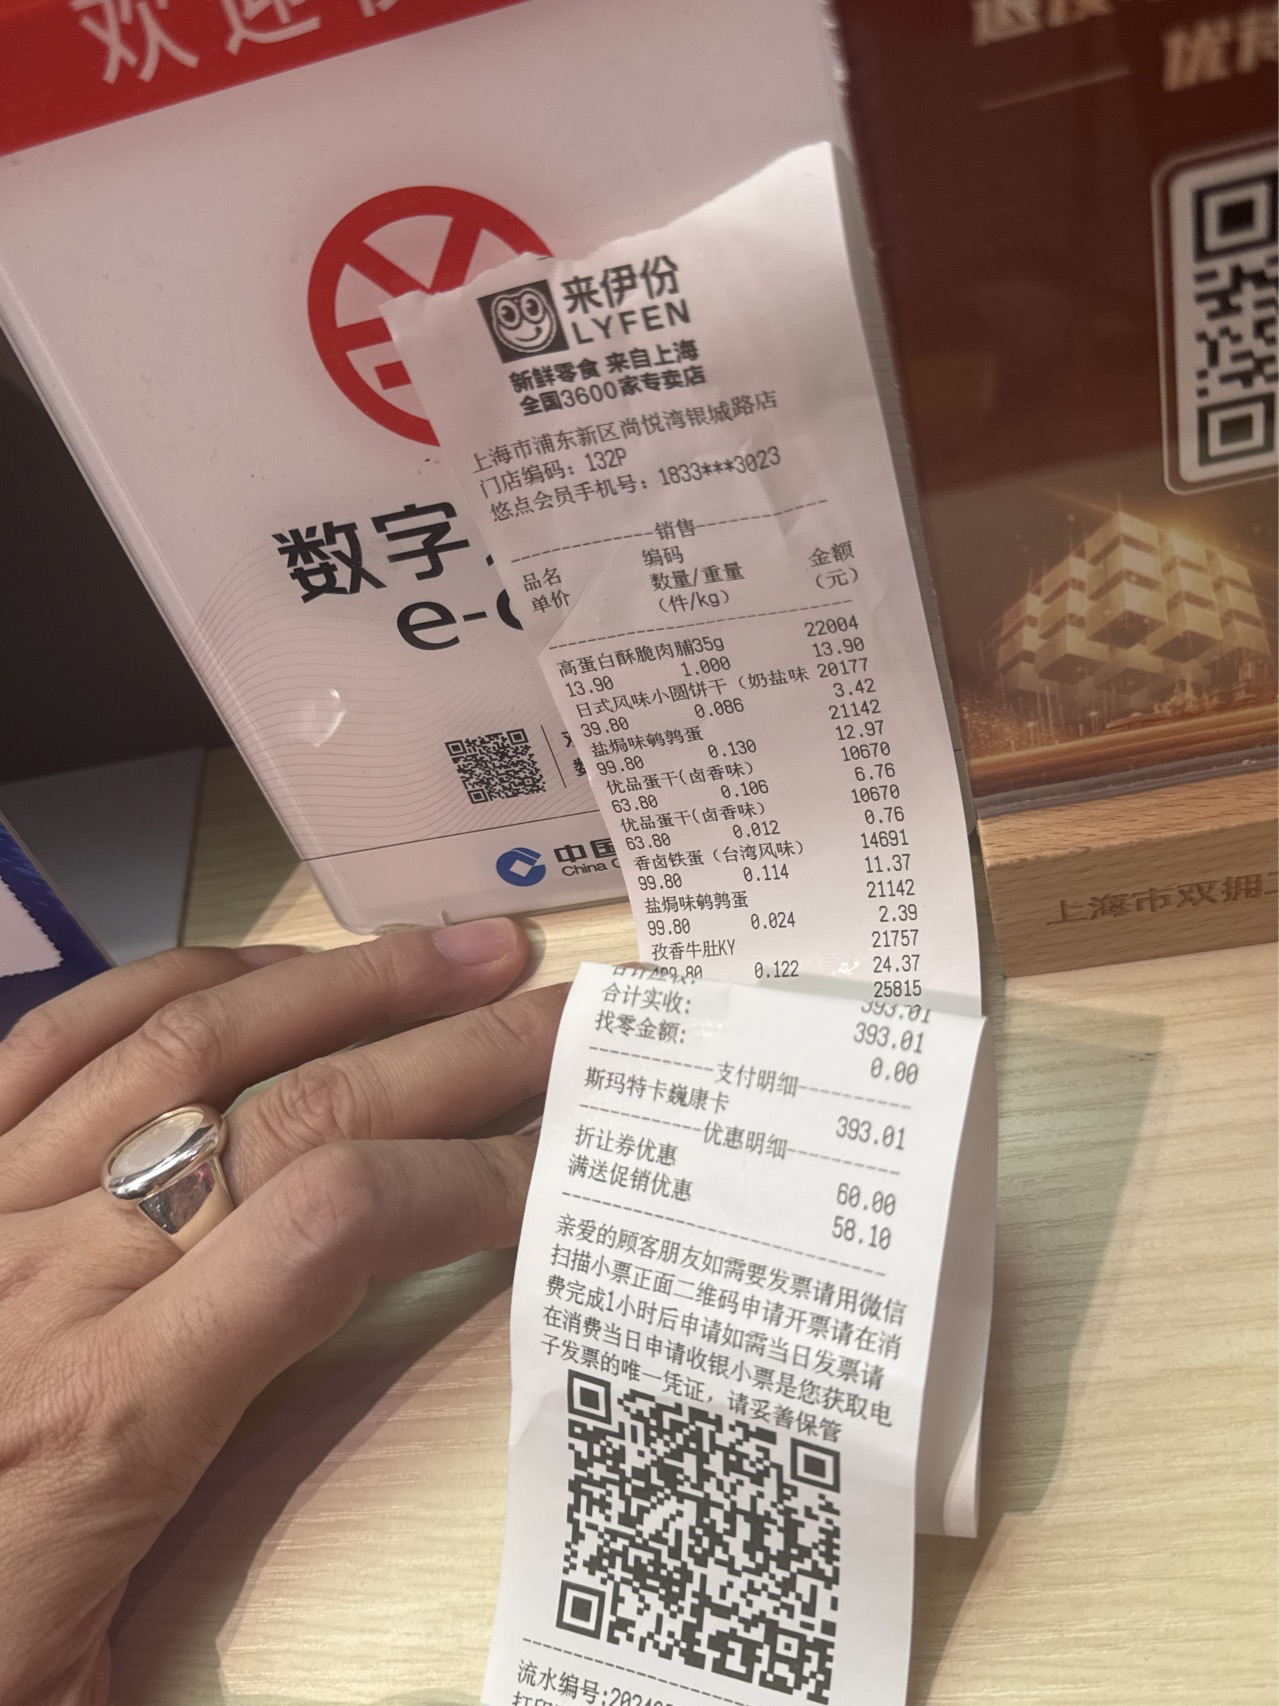 欢迎
数字
e-
中国
China
优
上海市双拥
来伊份
LYFEN
新鲜零食 来自上海
全国3600家专卖店
上海市浦东新区尚悦湾银城路店
门店编码：132P
悠点会员手机号：1833***3023
销售
品名 编码 金额
单价 数量/重量 （元）
（件/kg）
高蛋白酥脆肉脯35g 22004
13.90 1.000 13.90
日式风味小圆饼干（奶盐味 20177
39.80 0.086 3.42
盐焗味鹌鹑蛋 21142
99.80 0.130 12.97
优品蛋干(卤香味） 10670
63.80 0.106 6.76
优品蛋干(卤香味） 10670
63.80 0.012 0.76
香卤铁蛋（台湾风味） 14691
99.80 0.114 11.37
盐焗味鹌鹑蛋 21142
99.80 0.024 2.39
孜香牛肚KY 21757
0.122 24.37
25815
393.01
合计实收: 393.01
找零金额: 0.00
支付明细
斯玛特卡巍康卡 393.01
优惠明细
折让券优惠 60.00
满送促销优惠 58.10
亲爱的顾客朋友如需要发票请用微信
扫描小票正面二维码申请开票请在消
费完成1小时后申请如需当日发票请
在消费当日申请收银小票是您获取电
子发票的唯一凭证，请妥善保管
流水编号:2024